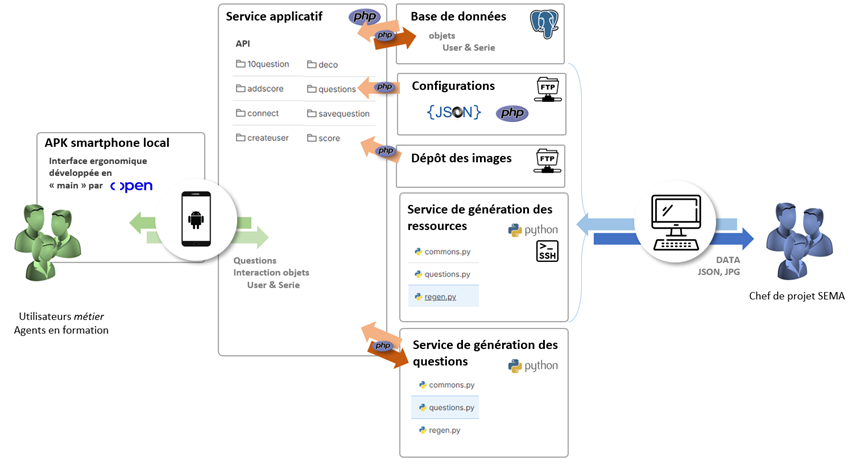 Service applicatif
php
API
10question
deco
addscore
questions
connect
savequestion
createuser
score
php
Base de données
objets
User & Serie
php
Configurations
FTP
{JSON}
php
php
Dépôt des images
FTP
APK smartphone local
Interface ergonomique
développée en
« main » par open
Questions
Interaction objets
User & Serie
Utilisateurs métier
Agents en formation
Service de génération des
ressources
python
commons.py
>_
SSH
questions.py
regen.py
DATA
JSON, JPG
Chef de projet SEMA
php
Service de génération des
questions
python
commons.py
questions.py
regen.py